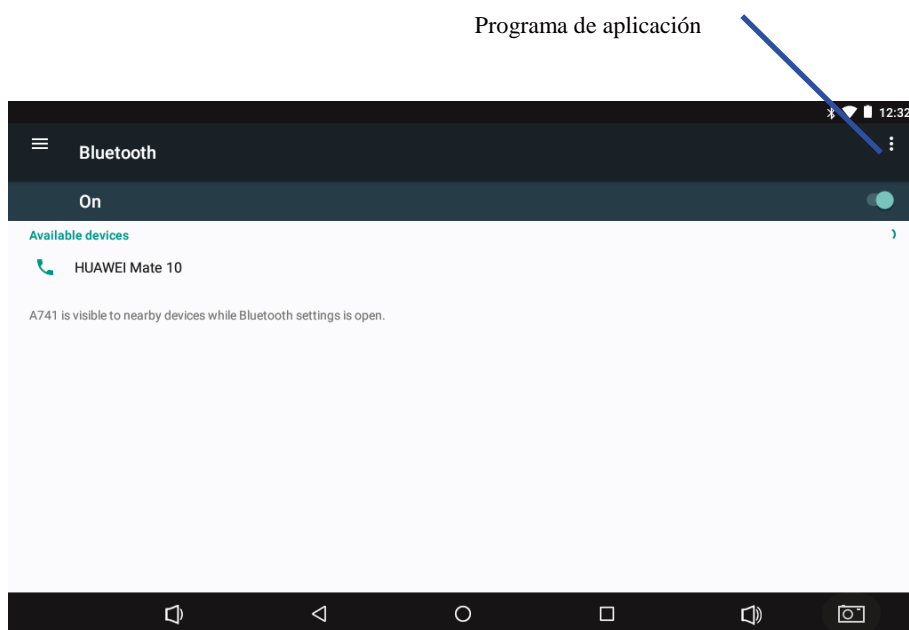 Programa de aplicación
12:32
Bluetooth
On
Available devices
HUAWEI Mate 10
A741 is visible to nearby devices while Bluetooth settings is open.